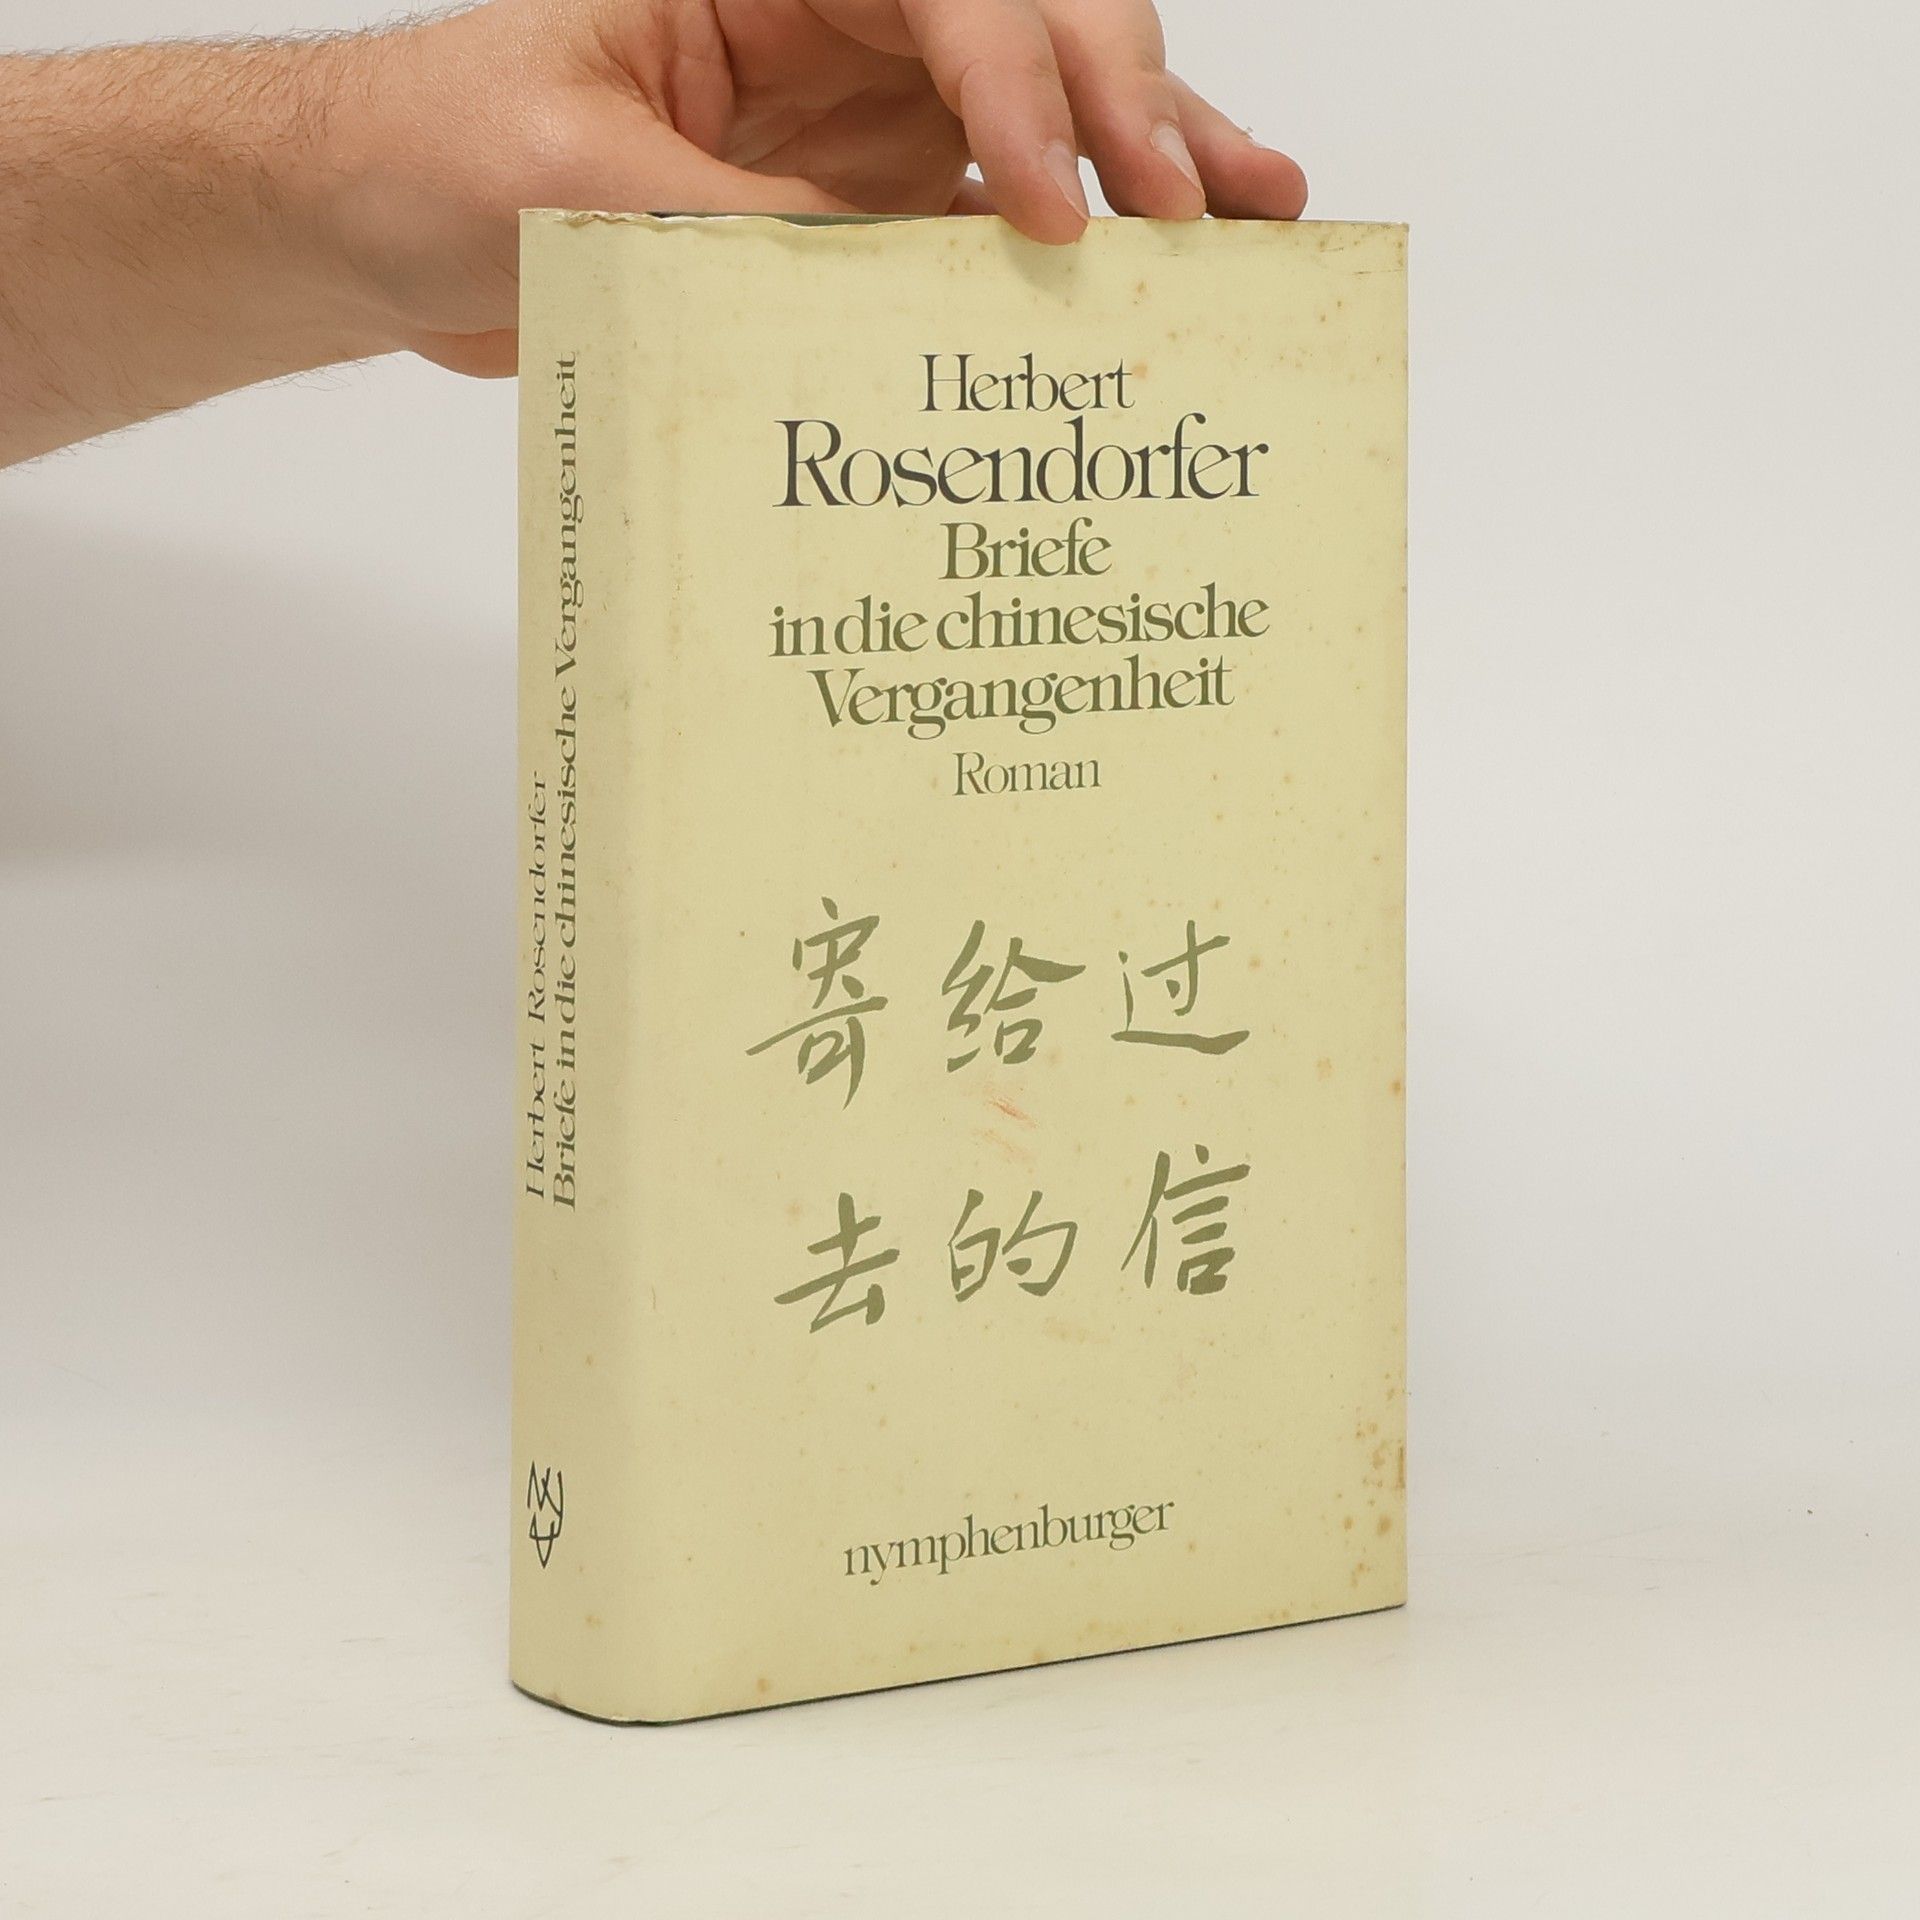 Herbert
Rosendorfer
Briefe
in die chinesische
Vergangenheit
Roman
寄给过
去的信
nymphenburger
Herbert Rosendorfer
Briefe in die chinesische Vergangenheit